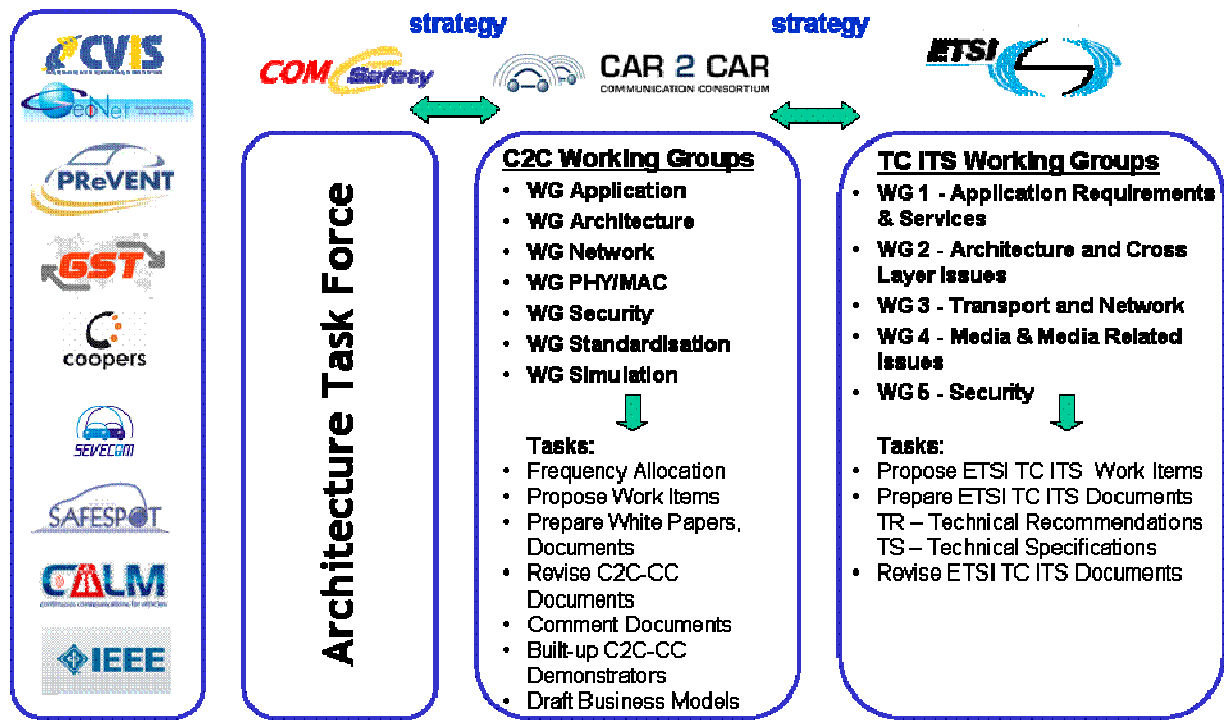 CVIS
GeoNet
PReVENT
GST
coopers
SEVECOM
SAFESPOT
CALM
continuous communications for vehicles
IEEE
strategy
strategy
COM Safety
CAR 2 CAR
COMMUNICATION CONSORTIUM
ETSI
Architecture Task Force
C2C Working Groups
• WG Application
• WG Architecture
• WG Network
• WG PHY/MAC
• WG Security
• WG Standardisation
• WG Simulation
Tasks:
• Frequency Allocation
• Propose Work Items
• Prepare White Papers,
Documents
• Revise C2C-CC
Documents
• Comment Documents
• Built-up C2C-CC
Demonstrators
• Draft Business Models
TC ITS Working Groups
• WG 1 - Application Requirements
& Services
• WG 2 - Architecture and Cross
Layer Issues
• WG 3 - Transport and Network
• WG 4 - Media & Media Related
Issues
• WG 5 - Security
Tasks:
• Propose ETSI TC ITS Work Items
• Prepare ETSI TC ITS Documents
TR – Technical Recommendations
TS – Technical Specifications
• Revise ETSI TC ITS Documents